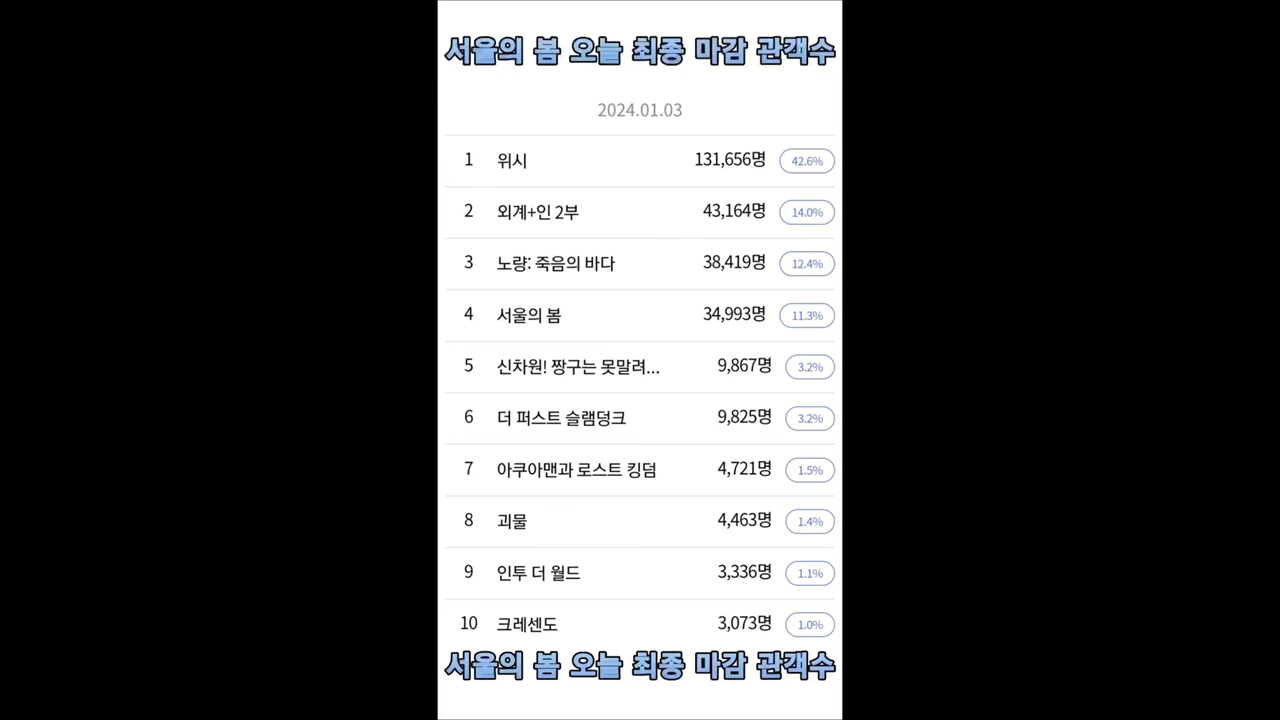 서울의 봄 오늘 최종 마감 관객수
2024.01.03
1 위시 131,656명 42.6%
2 외계+인 2부 43,164명 14.0%
3 노량: 죽음의 바다 38,419명 12.4%
4 서울의 봄 34,993명 11.3%
5 신차원! 짱구는 못말려... 9,867명 3.2%
6 더 퍼스트 슬램덩크 9,825명 3.2%
7 아쿠아맨과 로스트 킹덤 4,721명 1.5%
8 괴물 4,463명 1.4%
9 인투 더 월드 3,336명 1.1%
10 크레센도 3,073명 1.0%
서울의 봄 오늘 최종 마감 관객수